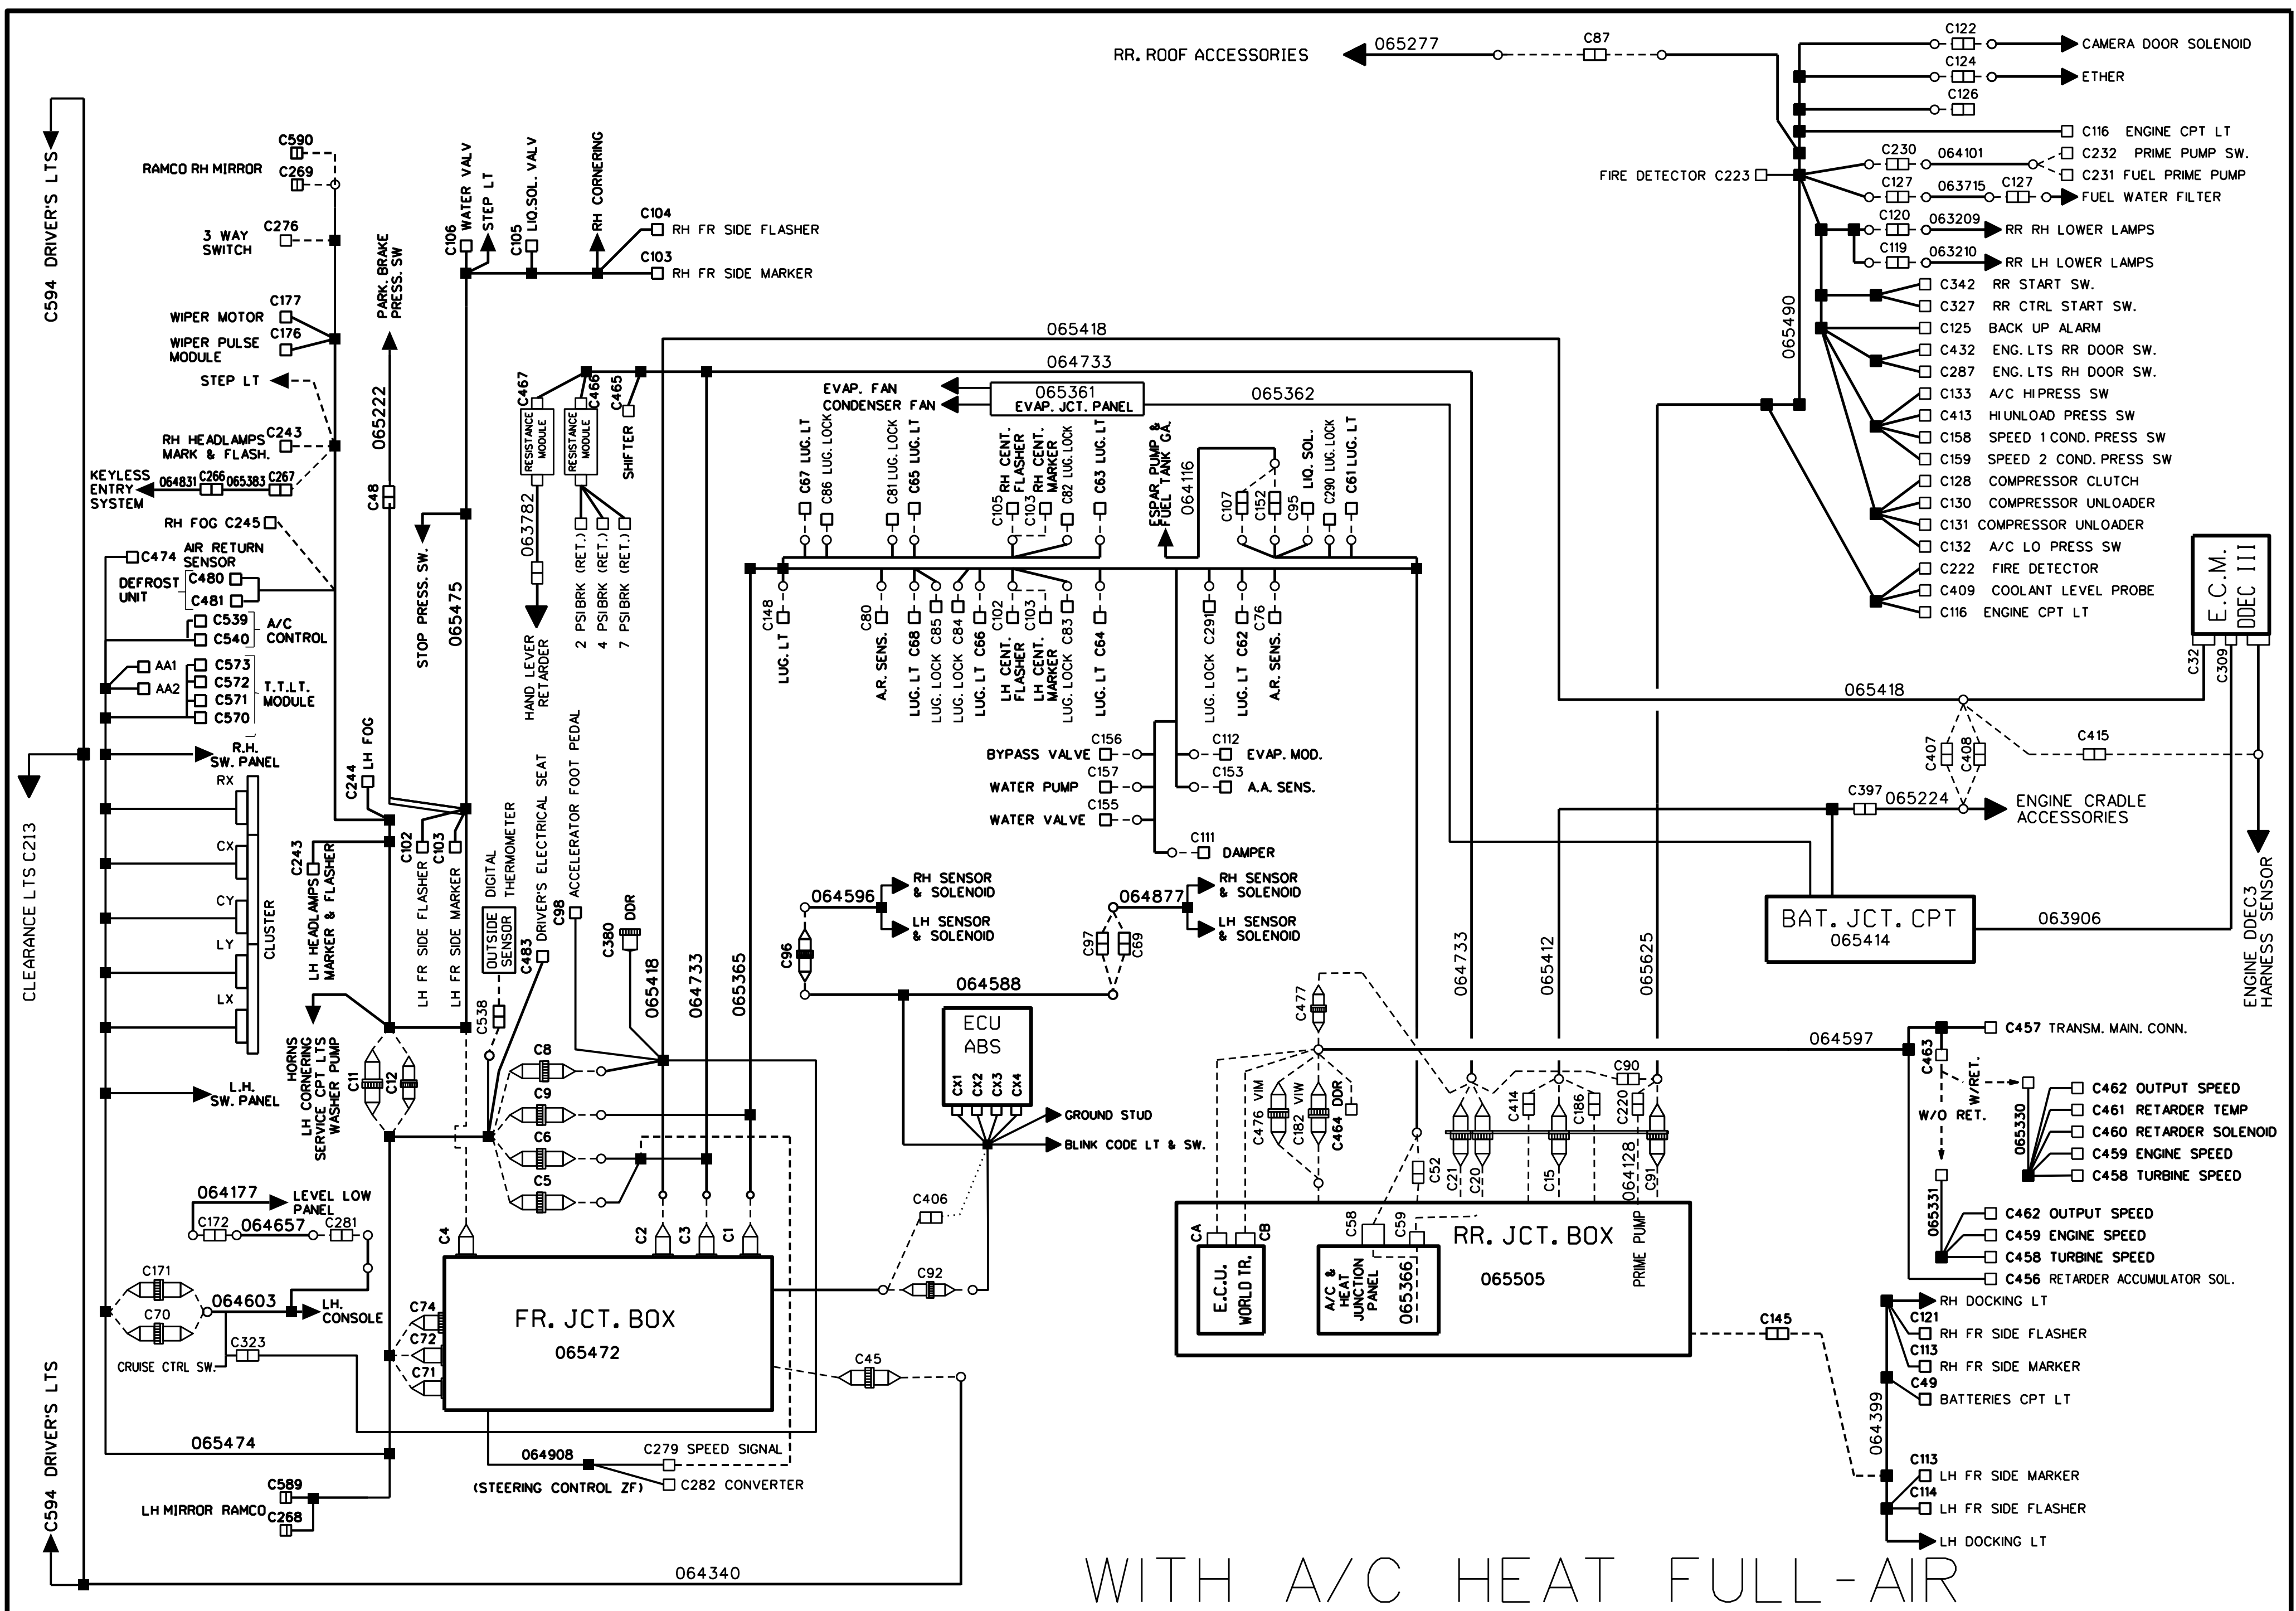 RR. ROOF ACCESSORIES
065277
C87
C122
CAMERA DOOR SOLENOID
C124
ETHER
C126
C116 ENGINE CPT LT
C230
064101
C232 PRIME PUMP SW.
C231 FUEL PRIME PUMP
FIRE DETECTOR C223
C127
063715
C127
FUEL WATER FILTER
C120
063209
RR RH LOWER LAMPS
C119
063210
RR LH LOWER LAMPS
C342 RR START SW.
C327 RR CTRL START SW.
C125 BACK UP ALARM
C432 ENG. LTS RR DOOR SW.
C287 ENG. LTS RH DOOR SW.
C133 A/C HI PRESS SW
C413 HI UNLOAD PRESS SW
C158 SPEED 1 COND. PRESS SW
C159 SPEED 2 COND. PRESS SW
C128 COMPRESSOR CLUTCH
C130 COMPRESSOR UNLOADER
C131 COMPRESSOR UNLOADER
C132 A/C LO PRESS SW
C222 FIRE DETECTOR
C409 COOLANT LEVEL PROBE
C116 ENGINE CPT LT
065490
E.C.M.
DDEC III
C32
C309
C594 DRIVER'S LTS
C590
RAMCO RH MIRROR
C269
3 WAY
SWITCH
C276
C177
WIPER MOTOR
C176
WIPER PULSE
MODULE
STEP LT
RH HEADLAMPS
MARK & FLASH.
C243
KEYLESS
ENTRY
SYSTEM
064831
C266
065383
C267
RH FOG C245
C474
AIR RETURN
SENSOR
DEFROST
UNIT
C480
C481
C539
C540
A/C
CONTROL
AA1
AA2
C573
C572
C571
C570
T.T.LT.
MODULE
R.H.
SW. PANEL
RX
CX
CY
LY
LX
CLUSTER
L.H.
SW. PANEL
CLEARANCE LTS C213
PARK. BRAKE
PRESS. SW
065222
C48
C106
WATER VALV
STEP LT
C105
LIQ.SOL. VALV
RH CORNERING
C104
RH FR SIDE FLASHER
C103
RH FR SIDE MARKER
STOP PRESS. SW.
065475
C244
LH FOG
C243
LH HEADLAMPS
MARKER & FLASHER
C102
LH FR SIDE FLASHER
C103
LH FR SIDE MARKER
HORNS
LH CORNERING
SERVICE CPT LTS
WASHER PUMP
C11
C12
065418
064733
C467
C466
C465
RESISTANCE
MODULE
RESISTANCE
MODULE
SHIFTER
063782
2 PSI BRK (RET.)
4 PSI BRK (RET.)
7 PSI BRK (RET.)
HAND LEVER
RETARDER
OUTSIDE
SENSOR
DIGITAL
THERMOMETER
C538
C483
DRIVER'S ELECTRICAL SEAT
C98
ACCELERATOR FOOT PEDAL
C380
DDR
065418
064733
065365
EVAP. FAN
CONDENSER FAN
065361
EVAP. JCT. PANEL
065362
C67 LUG. LT
C86 LUG. LOCK
C81 LUG. LOCK
C65 LUG. LT
C105
RH CENT.
FLASHER
C103
RH CENT.
MARKER
C82 LUG. LOCK
C63 LUG. LT
ESPAR PUMP &
FUEL TANK GA.
064116
C107
C152
C95
LIQ. SOL.
C290 LUG. LOCK
C61 LUG. LT
C148
LUG. LT
C80
A.R. SENS.
LUG. LT C68
LUG. LOCK C85
LUG. LOCK C84
LUG. LT C66
C102
LH CENT.
FLASHER
C103
LH CENT.
MARKER
LUG. LOCK C83
LUG. LT C64
LUG. LOCK C291
LUG. LT C62
C76
A.R. SENS.
BYPASS VALVE
C156
WATER PUMP
C157
WATER VALVE
C155
C112
EVAP. MOD.
C153
A.A. SENS.
C111
DAMPER
064596
RH SENSOR
& SOLENOID
LH SENSOR
& SOLENOID
C96
064877
RH SENSOR
& SOLENOID
LH SENSOR
& SOLENOID
C97
C69
064588
ECU
ABS
CX1
CX2
CX3
CX4
GROUND STUD
BLINK CODE LT & SW.
C406
C92
C45
C8
C9
C6
C5
C4
C2
C3
C1
FR. JCT. BOX
065472
C74
C72
C71
064177
LEVEL LOW
PANEL
C172
064657
C281
C171
064603
LH.
CONSOLE
C70
C323
CRUISE CTRL SW.
065474
C589
LH MIRROR RAMCO
C268
C594 DRIVER'S LTS
064908
(STEERING CONTROL ZF)
C279 SPEED SIGNAL
C282 CONVERTER
064340
065418
C407
C408
C415
C397
065224
ENGINE CRADLE
ACCESSORIES
BAT. JCT. CPT
065414
063906
ENGINE DDEC3
HARNESS SENSOR
064733
065412
065625
C477
C476 VIM
C182 VIW
C464 DDR
C52
C21
C20
C414
C15
C186
C220
C90
064128
C91
PRIME PUMP
CA
CB
E.C.U.
WORLD TR.
C58
C59
A/C &
HEAT
JUNCTION
PANEL
065366
RR. JCT. BOX
065505
064597
C457 TRANSM. MAIN. CONN.
C463
W/RET.
W/O RET.
065330
C462 OUTPUT SPEED
C461 RETARDER TEMP
C460 RETARDER SOLENOID
C459 ENGINE SPEED
C458 TURBINE SPEED
065331
C462 OUTPUT SPEED
C459 ENGINE SPEED
C458 TURBINE SPEED
C456 RETARDER ACCUMULATOR SOL.
C145
RH DOCKING LT
C121
RH FR SIDE FLASHER
C113
RH FR SIDE MARKER
C49
BATTERIES CPT LT
064399
C113
LH FR SIDE MARKER
C114
LH FR SIDE FLASHER
LH DOCKING LT
WITH A/C HEAT FULL-AIR